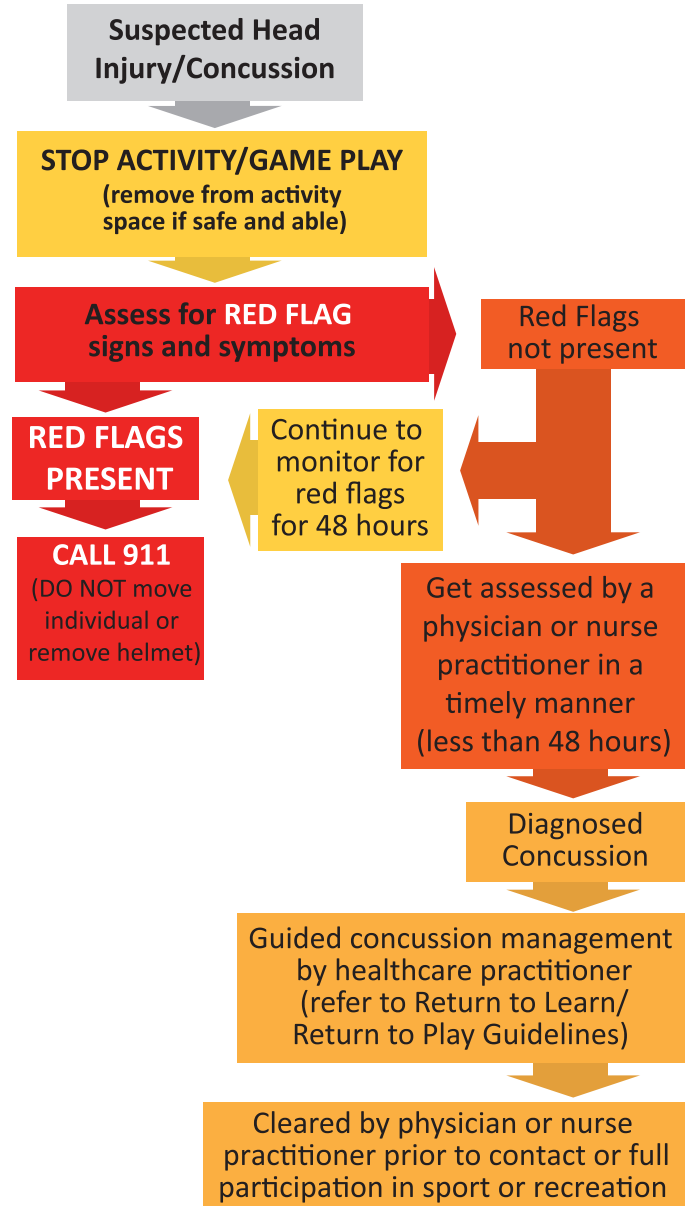 Suspected Head
Injury/Concussion
STOP ACTIVITY/GAME PLAY
(remove from activity
space if safe and able)
Assess for RED FLAG
signs and symptoms
Red Flags
not present
RED FLAGS
PRESENT
Continue to
monitor for
red flags
for 48 hours
CALL 911
(DO NOT move
individual or
remove helmet)
Get assessed by a
physician or nurse
practitioner in a
timely manner
(less than 48 hours)
Diagnosed
Concussion
Guided concussion management
by healthcare practitioner
(refer to Return to Learn/
Return to Play Guidelines)
Cleared by physician or nurse
practitioner prior to contact or full
participation in sport or recreation